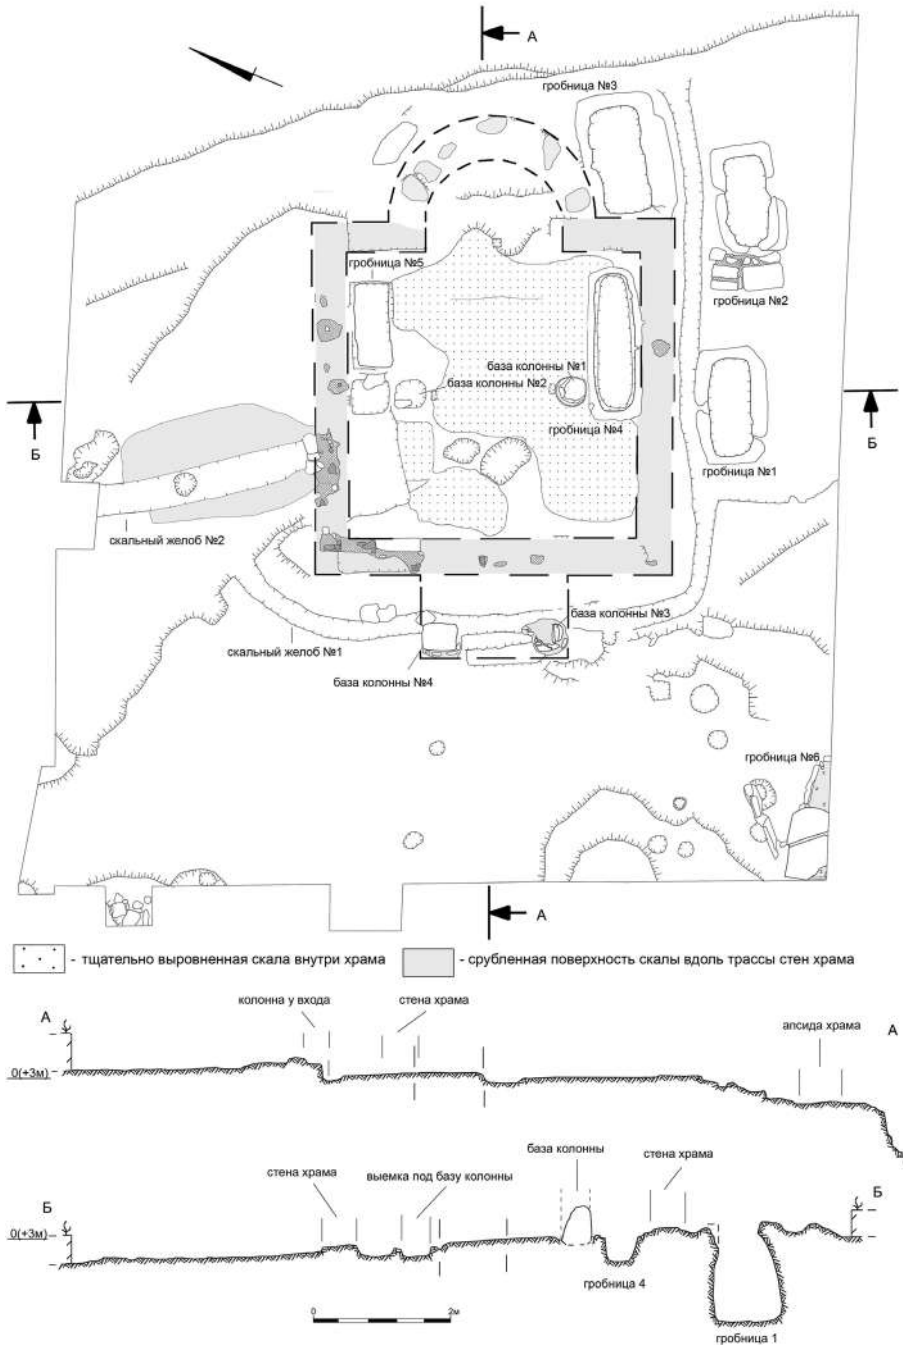 А
гробница №3
гробница №5
гробница №2
база колонны №1
база колонны №2
Б
Б
гробница №4
гробница №1
скальный желоб №2
база колонны №3
скальный желоб №1
база колонны №4
гробница №6
А
- тщательно выровненная скала внутри храма
- срубленная поверхность скалы вдоль трассы стен храма
колонна у входа
стена храма
А
апсида храма
А
0(+3м)
база колонны
стена храма
выемка под базу колонны
стена храма
Б
Б
0(+3м)
гробница 4
0
2м
гробница 1